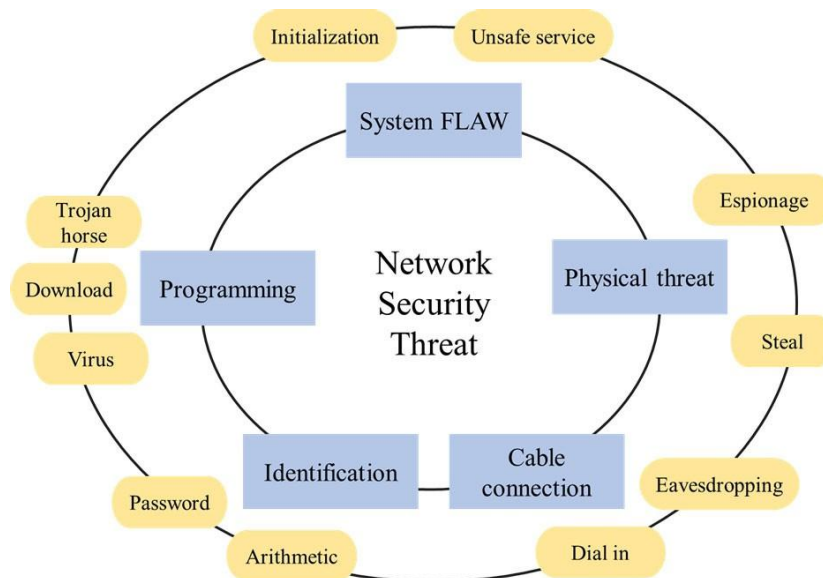 Initialization
Unsafe service
System FLAW
Trojan
horse
Espionage
Download
Programming
Network
Security
Threat
Physical threat
Virus
Steal
Identification
Cable
connection
Password
Eavesdropping
Arithmetic
Dial in